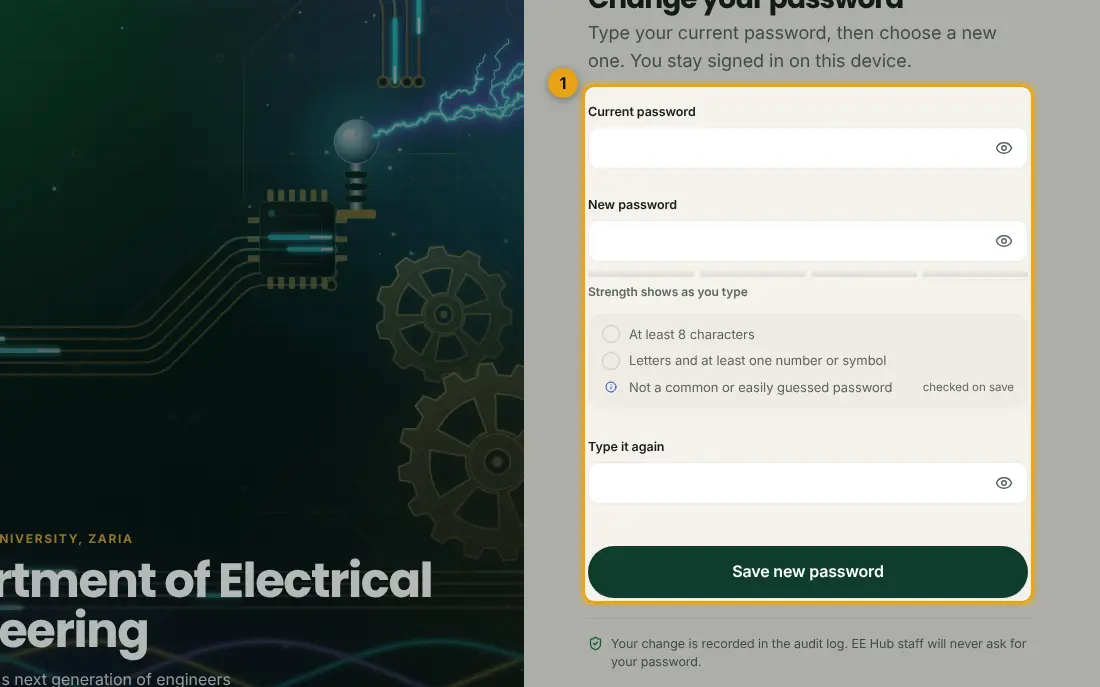 Change your password
Type your current password, then choose a new
one. You stay signed in on this device.
1
Current password
New password
Strength shows as you type
At least 8 characters
Letters and at least one number or symbol
Not a common or easily guessed password checked on save
Type it again
Save new password
Your change is recorded in the audit log. EE Hub staff will never ask for
your password.
NIVERSITY, ZARIA
rtment of Electrical
eering
s next generation of engineers